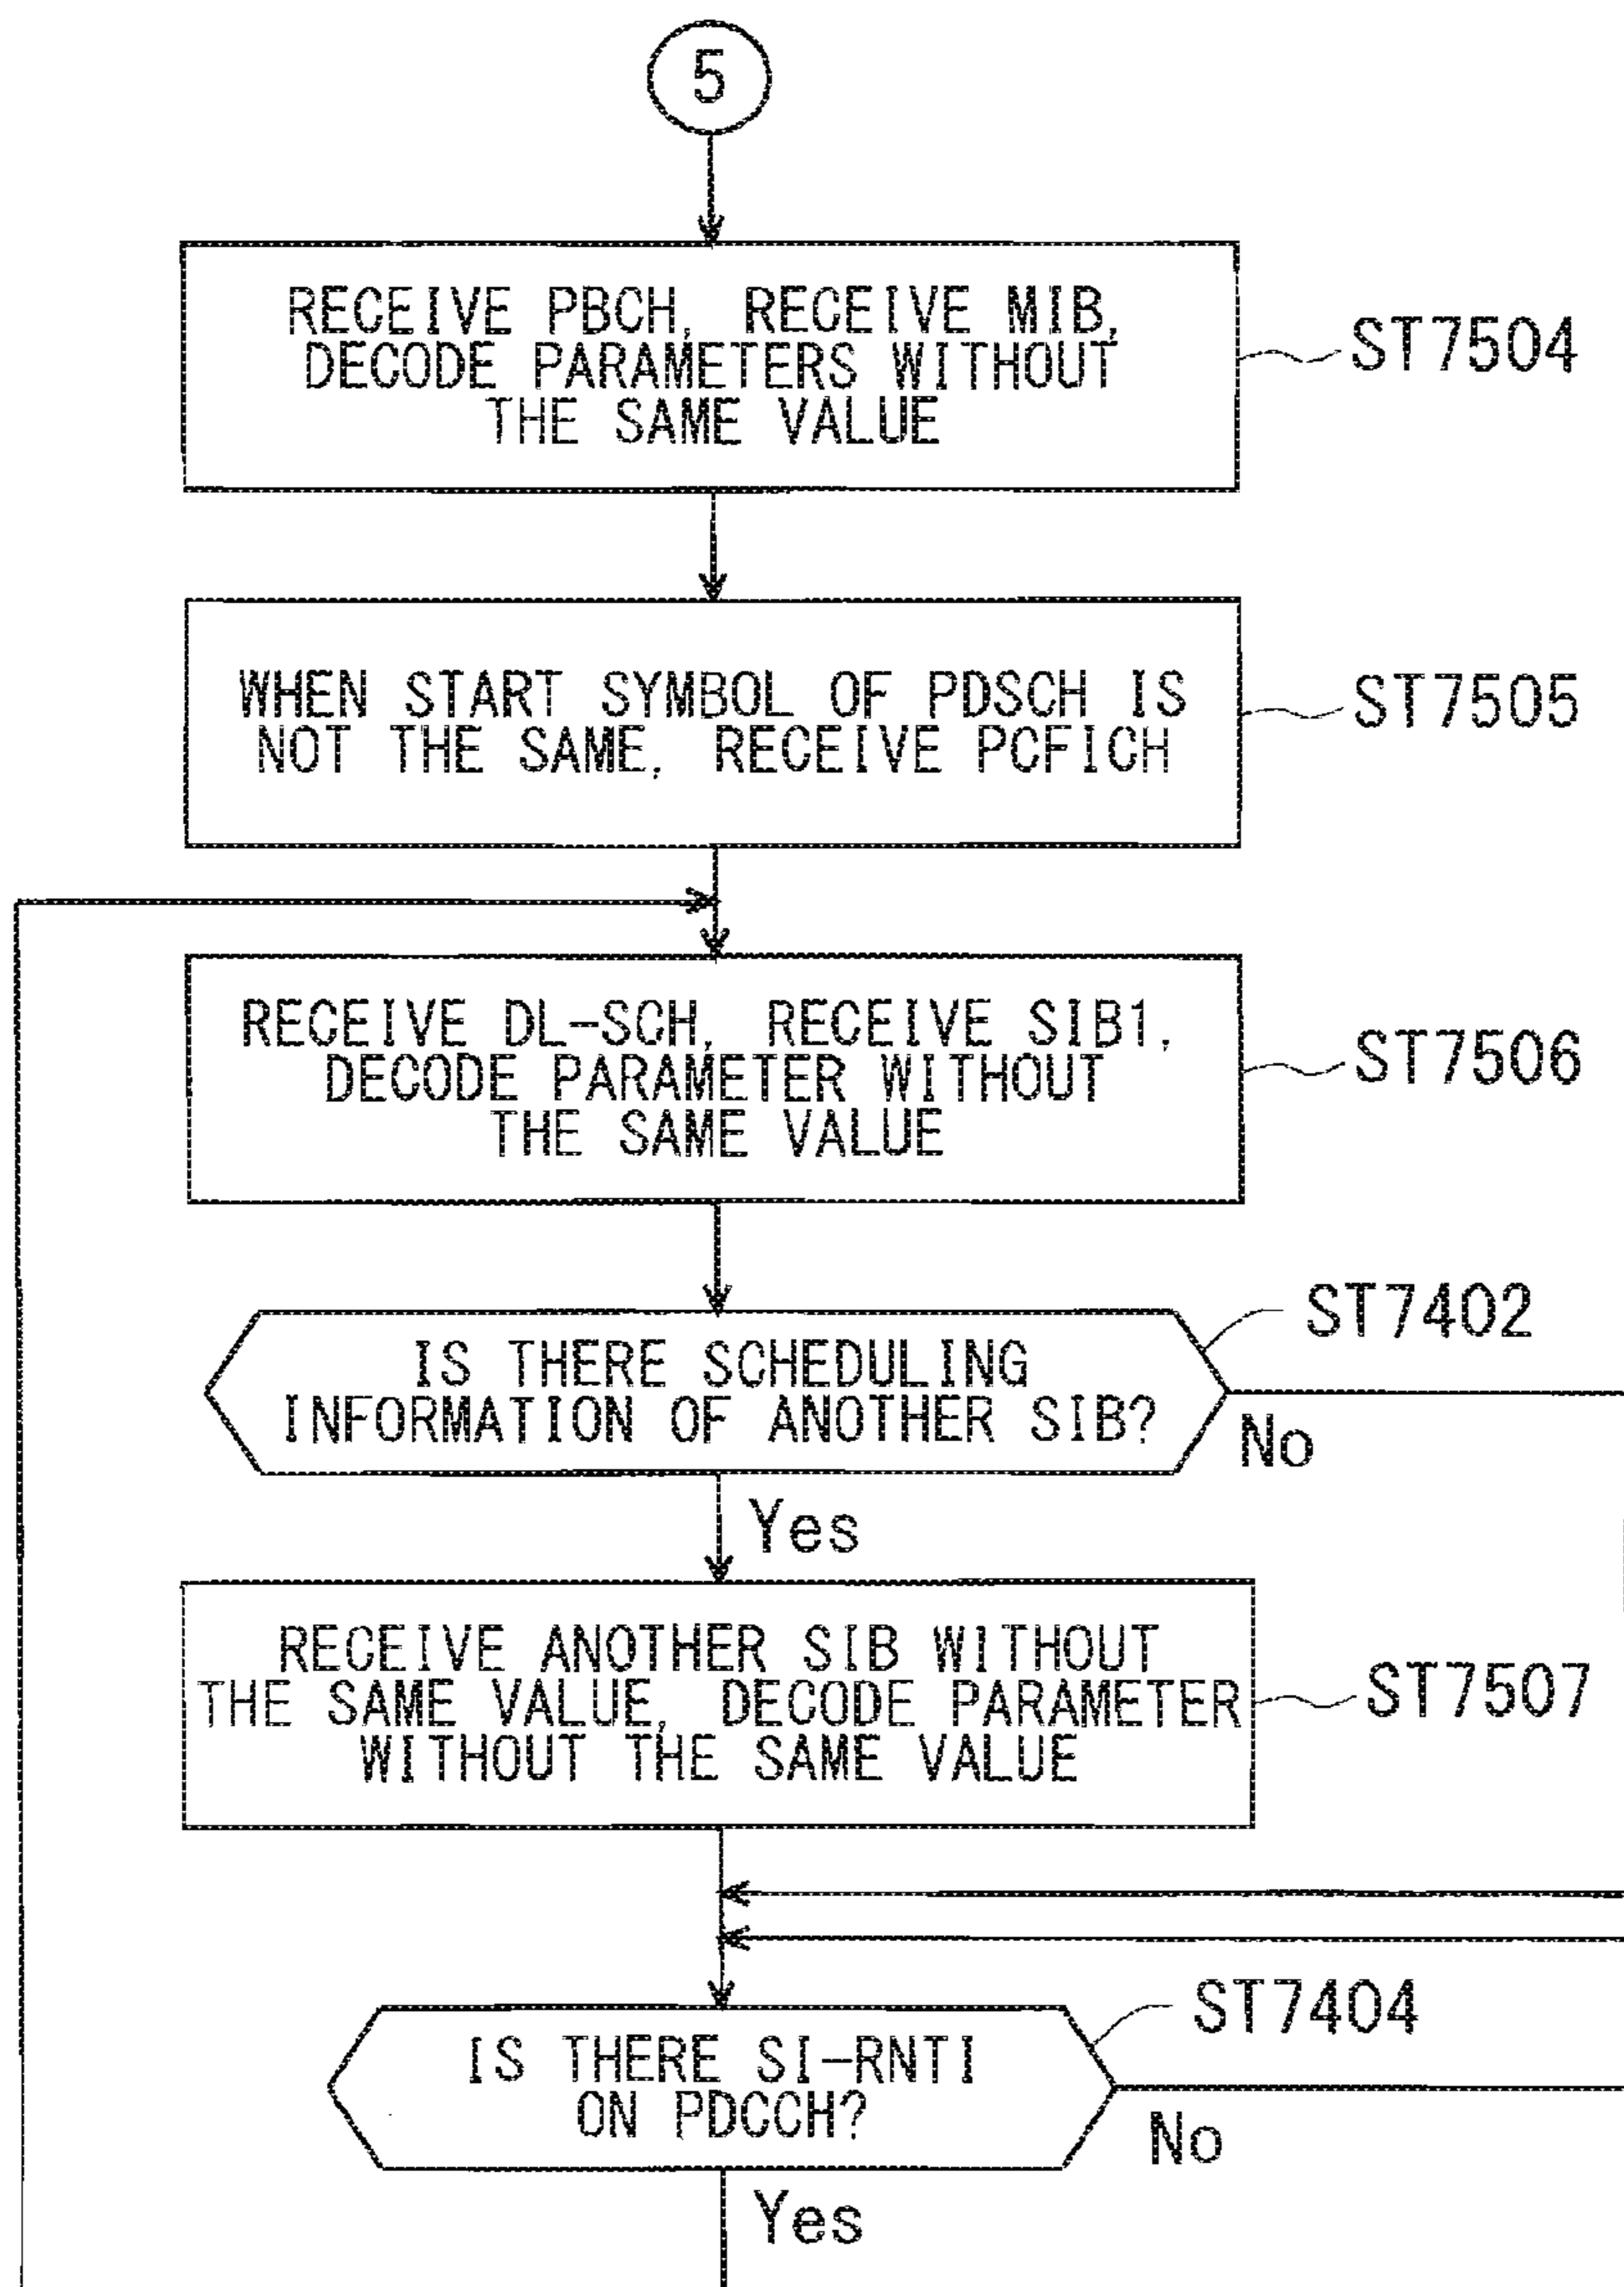 5
RECEIVE PBCH, RECEIVE MIB,
DECODE PARAMETERS WITHOUT
THE SAME VALUE
ST7504
WHEN START SYMBOL OF PDSCH IS
NOT THE SAME, RECEIVE PCFICH
ST7505
RECEIVE DL-SCH, RECEIVE SIB1,
DECODE PARAMETER WITHOUT
THE SAME VALUE
ST7506
IS THERE SCHEDULING
INFORMATION OF ANOTHER SIB?
ST7402
No
Yes
RECEIVE ANOTHER SIB WITHOUT
THE SAME VALUE, DECODE PARAMETER
WITHOUT THE SAME VALUE
ST7507
IS THERE SI-RNTI
ON PDCCH?
ST7404
No
Yes